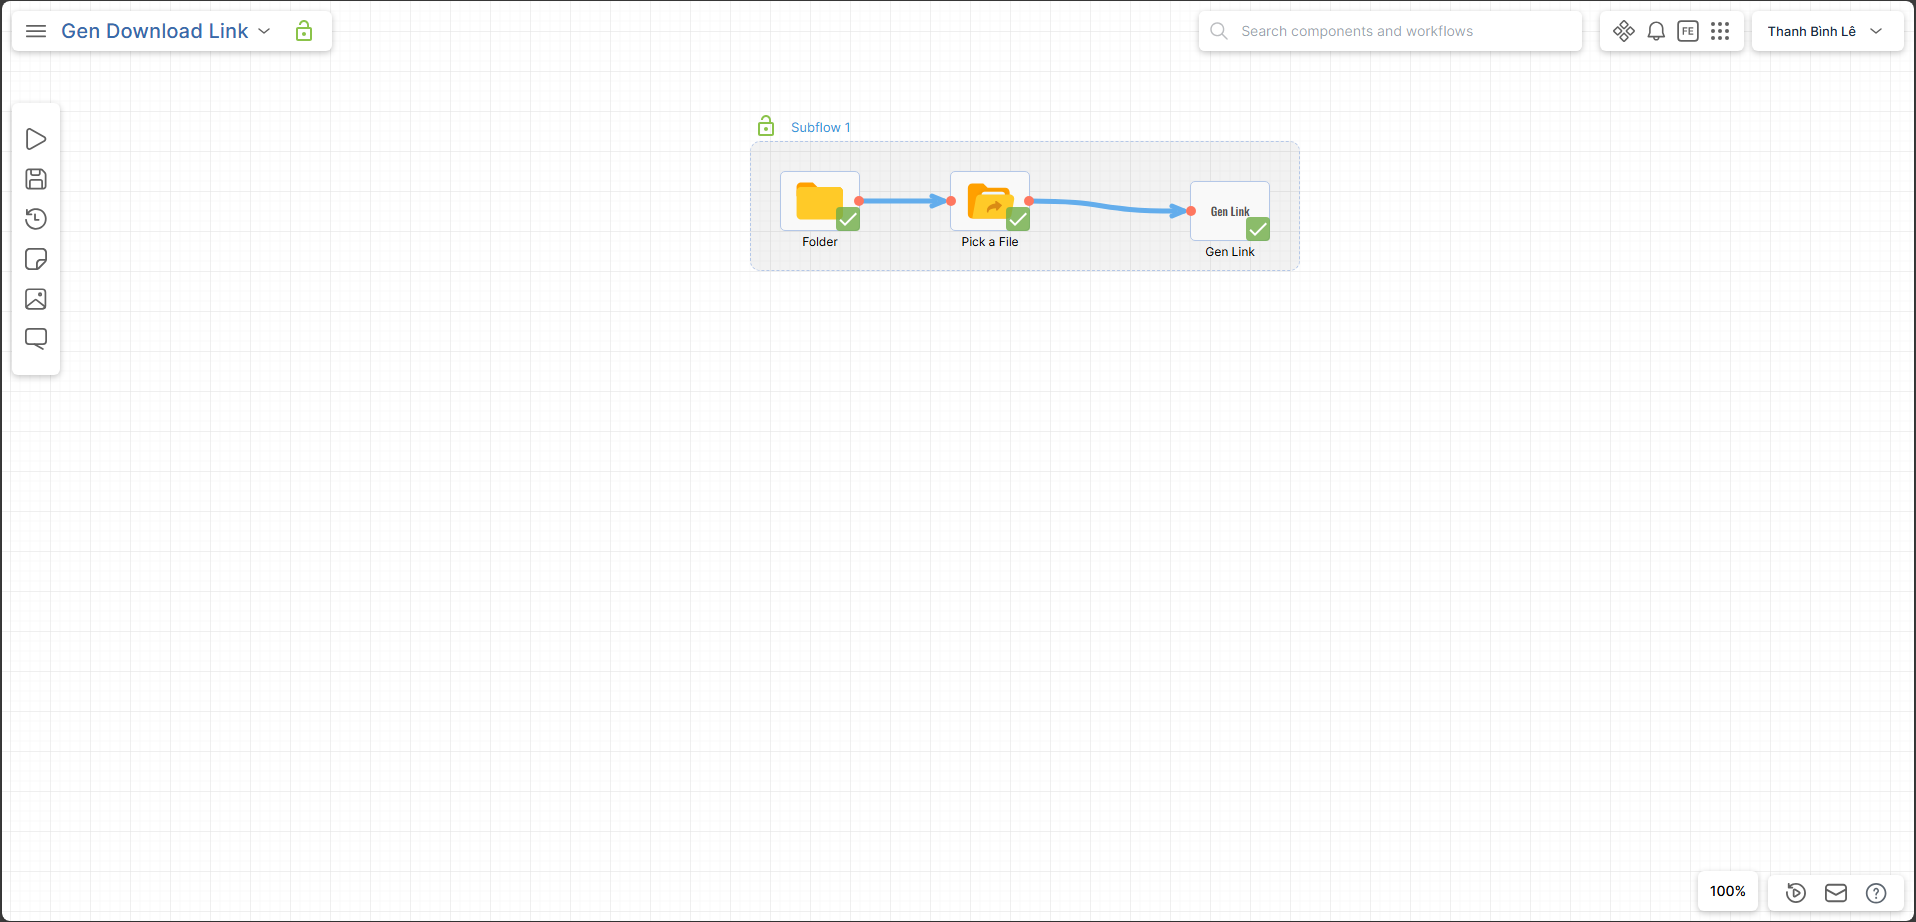 Gen Download Link
Search components and workflows
FE
Thanh Bình Lê
Subflow 1
Gen Link
Folder
Pick a File
Gen Link
100%